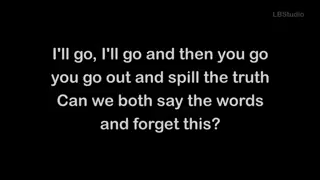 LBStudio
I'll go, I'll go and then you go
you go out and spill the truth
Can we both say the words
and forget this?